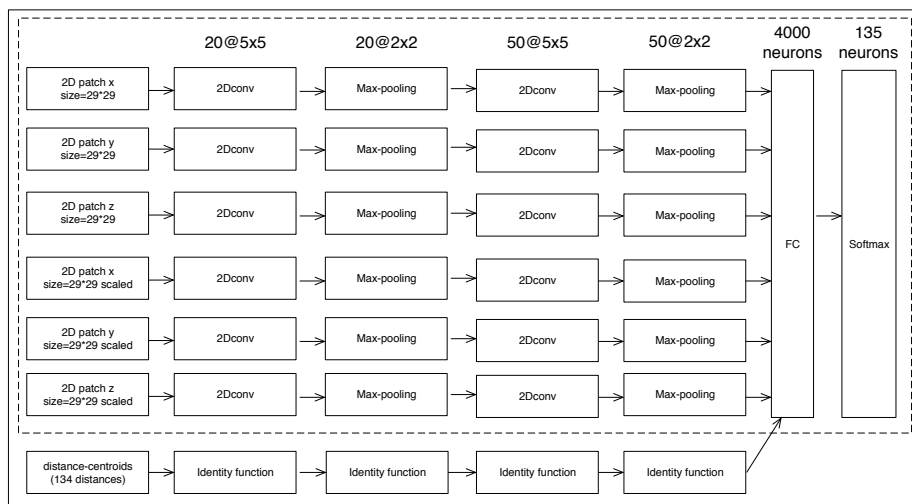 20@5x5 20@2x2 50@5x5 50@2x2 4000 neurons 135 neurons
2D patch x
size=29*29
2Dconv
Max-pooling
2Dconv
Max-pooling
2D patch y
size=29*29
2Dconv
Max-pooling
2Dconv
Max-pooling
2D patch z
size=29*29
2Dconv
Max-pooling
2Dconv
Max-pooling
FC
Softmax
2D patch x
size=29*29 scaled
2Dconv
Max-pooling
2Dconv
Max-pooling
2D patch y
size=29*29 scaled
2Dconv
Max-pooling
2Dconv
Max-pooling
2D patch z
size=29*29 scaled
2Dconv
Max-pooling
2Dconv
Max-pooling
distance-centroids
(134 distances)
Identity function
Identity function
Identity function
Identity function